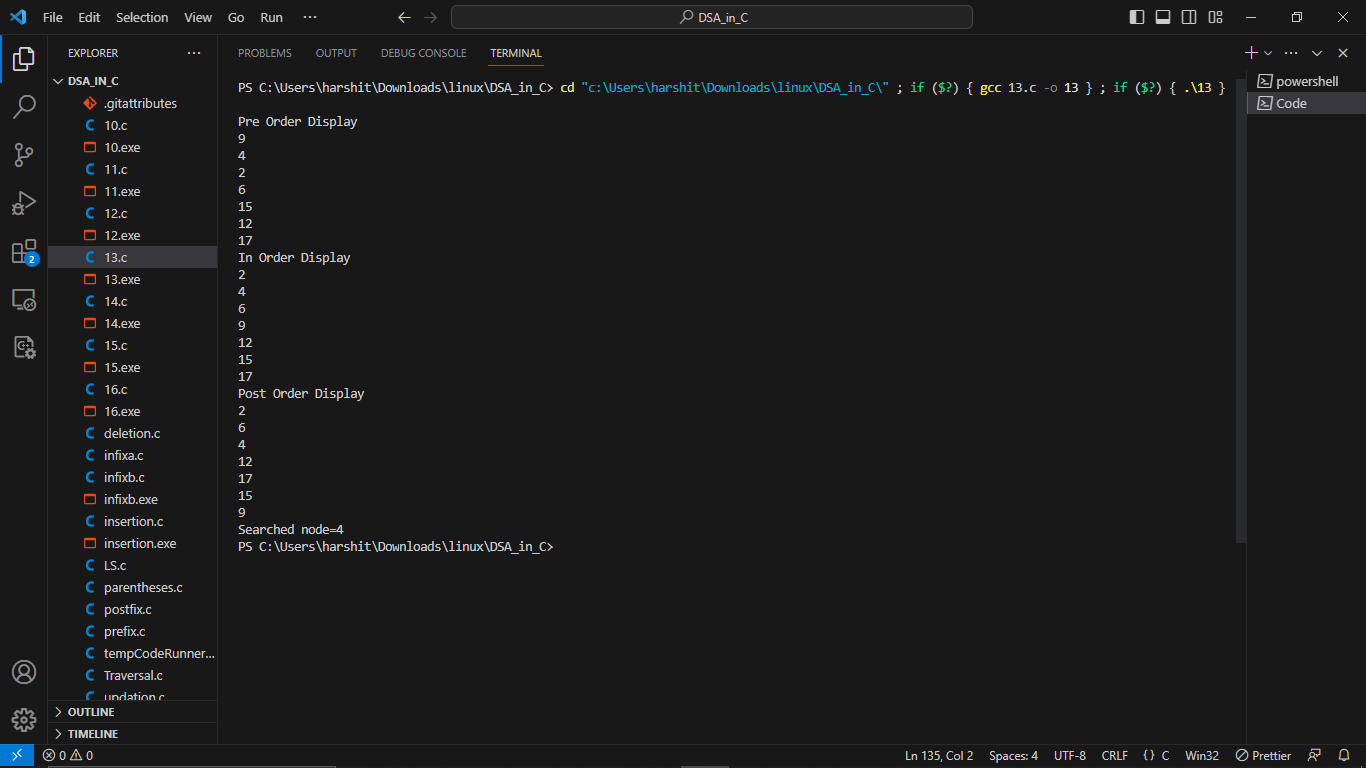 File Edit Selection View Go Run ··· DSA_in_C
EXPLORER ···
DSA_IN_C
.gitattributes
10.c
10.exe
11.c
11.exe
12.c
12.exe
13.c
13.exe
14.c
14.exe
15.c
15.exe
16.c
16.exe
deletion.c
infixa.c
infixb.c
infixb.exe
insertion.c
insertion.exe
LS.c
parentheses.c
postfix.c
prefix.c
tempCodeRunner...
Traversal.c
updation.c
OUTLINE
TIMELINE
2
PROBLEMS OUTPUT DEBUG CONSOLE TERMINAL
PS C:\Users\harshit\Downloads\linux\DSA_in_C> cd "c:\Users\harshit\Downloads\linux\DSA_in_C\" ; if ($?) { gcc 13.c -o 13 } ; if ($?) { .\13 }
Pre Order Display
9
4
2
6
15
12
17
In Order Display
2
4
6
9
12
15
17
Post Order Display
2
6
4
12
17
15
9
Searched node=4
PS C:\Users\harshit\Downloads\linux\DSA_in_C>
powershell
Code
0 0 Ln 135, Col 2 Spaces: 4 UTF-8 CRLF {} C Win32 Prettier